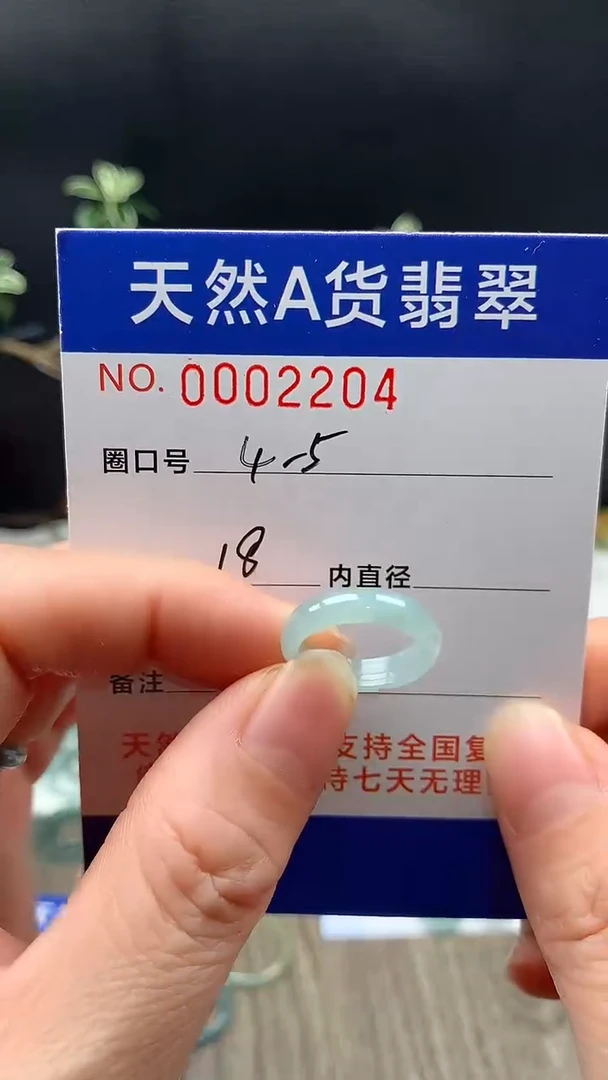 天然A货翡翠
NO. 0002204
圈口号 4-5
18 内直径
备注
天然 支持全国复
持七天无理